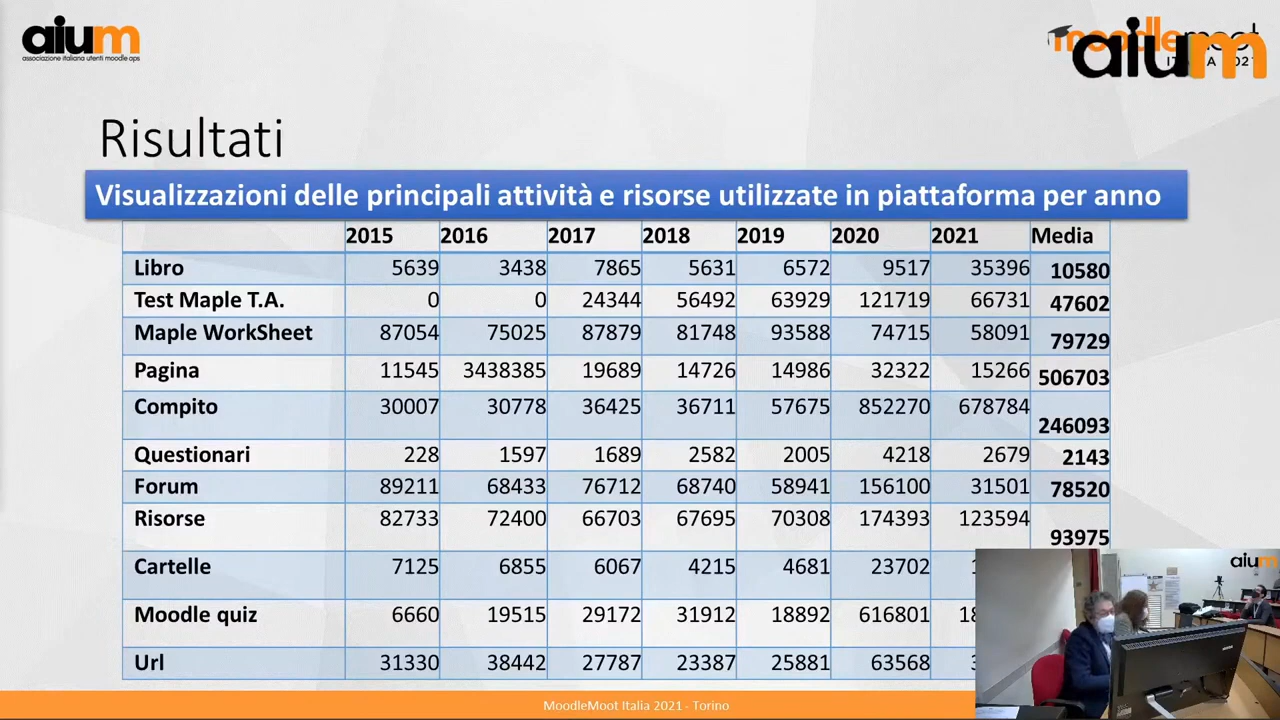 aium
associazione italiana utenti moodle aps
aium
Risultati
Visualizzazioni delle principali attività e risorse utilizzate in piattaforma per anno
2015 2016 2017 2018 2019 2020 2021 Media
Libro 5639 3438 7865 5631 6572 9517 35396 10580
Test Maple T.A. 0 0 24344 56492 63929 121719 66731 47602
Maple WorkSheet 87054 75025 87879 81748 93588 74715 58091 79729
Pagina 11545 3438385 19689 14726 14986 32322 15266 506703
Compito 30007 30778 36425 36711 57675 852270 678784 246093
Questionari 228 1597 1689 2582 2005 4218 2679 2143
Forum 89211 68433 76712 68740 58941 156100 31501 78520
Risorse 82733 72400 66703 67695 70308 174393 123594 93975
Cartelle 7125 6855 6067 4215 4681 23702
Moodle quiz 6660 19515 29172 31912 18892 616801
Url 31330 38442 27787 23387 25881 63568
aium
MoodleMoot Italia 2021 - Torino